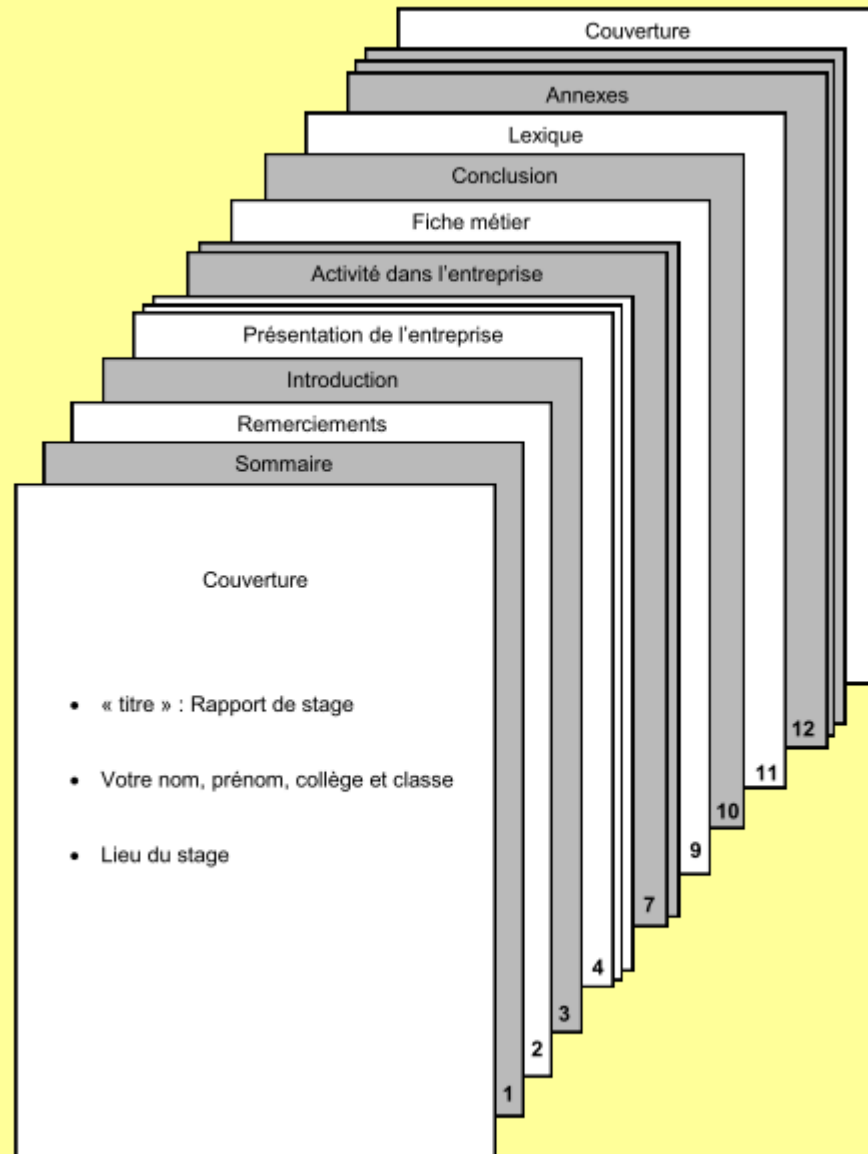 Couverture
Annexes
Lexique
Conclusion
Fiche métier
Activité dans l'entreprise
Présentation de l'entreprise
Introduction
Remerciements
Sommaire
Couverture
• « titre » : Rapport de stage
• Votre nom, prénom, collège et classe
• Lieu du stage
12
11
10
9
7
4
3
2
1